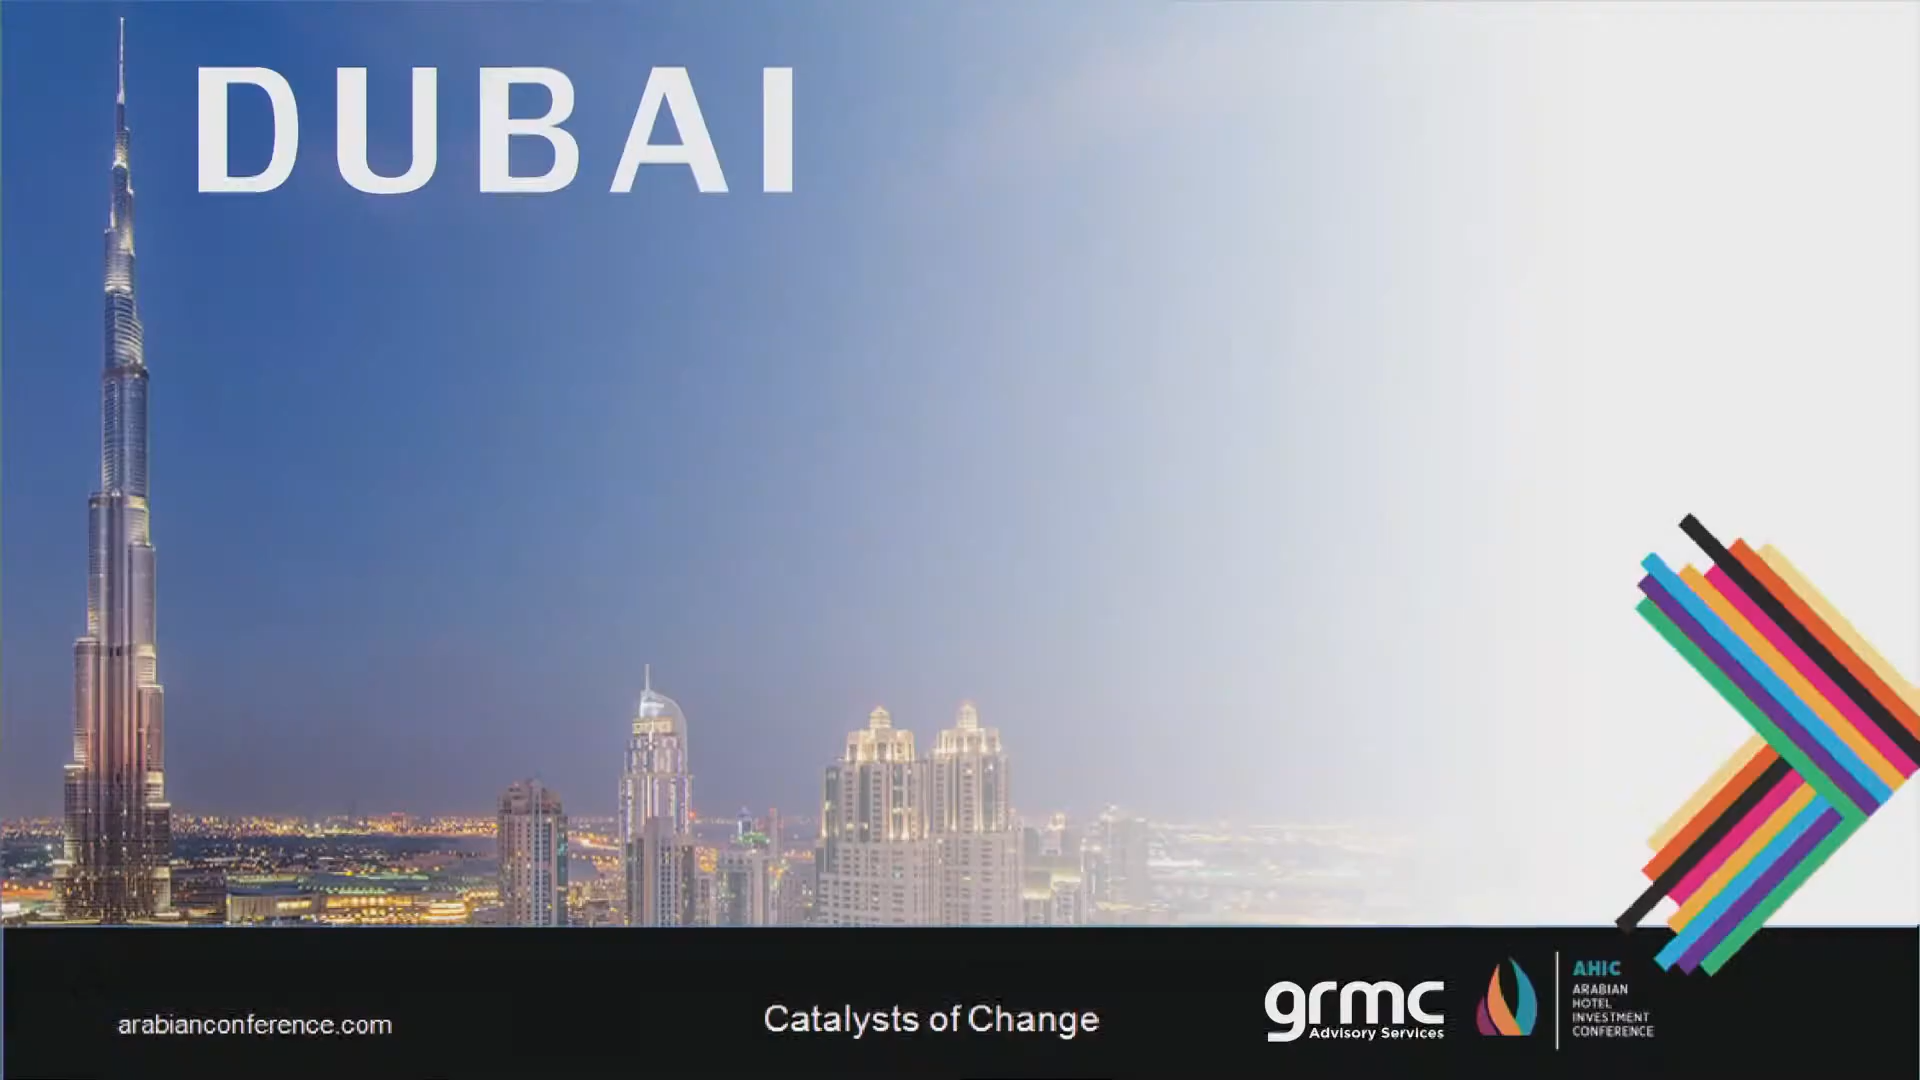 DUBAI
arabianconference.com
Catalysts of Change
grmc
Advisory Services
AHIC
ARABIAN
HOTEL
INVESTMENT
CONFERENCE